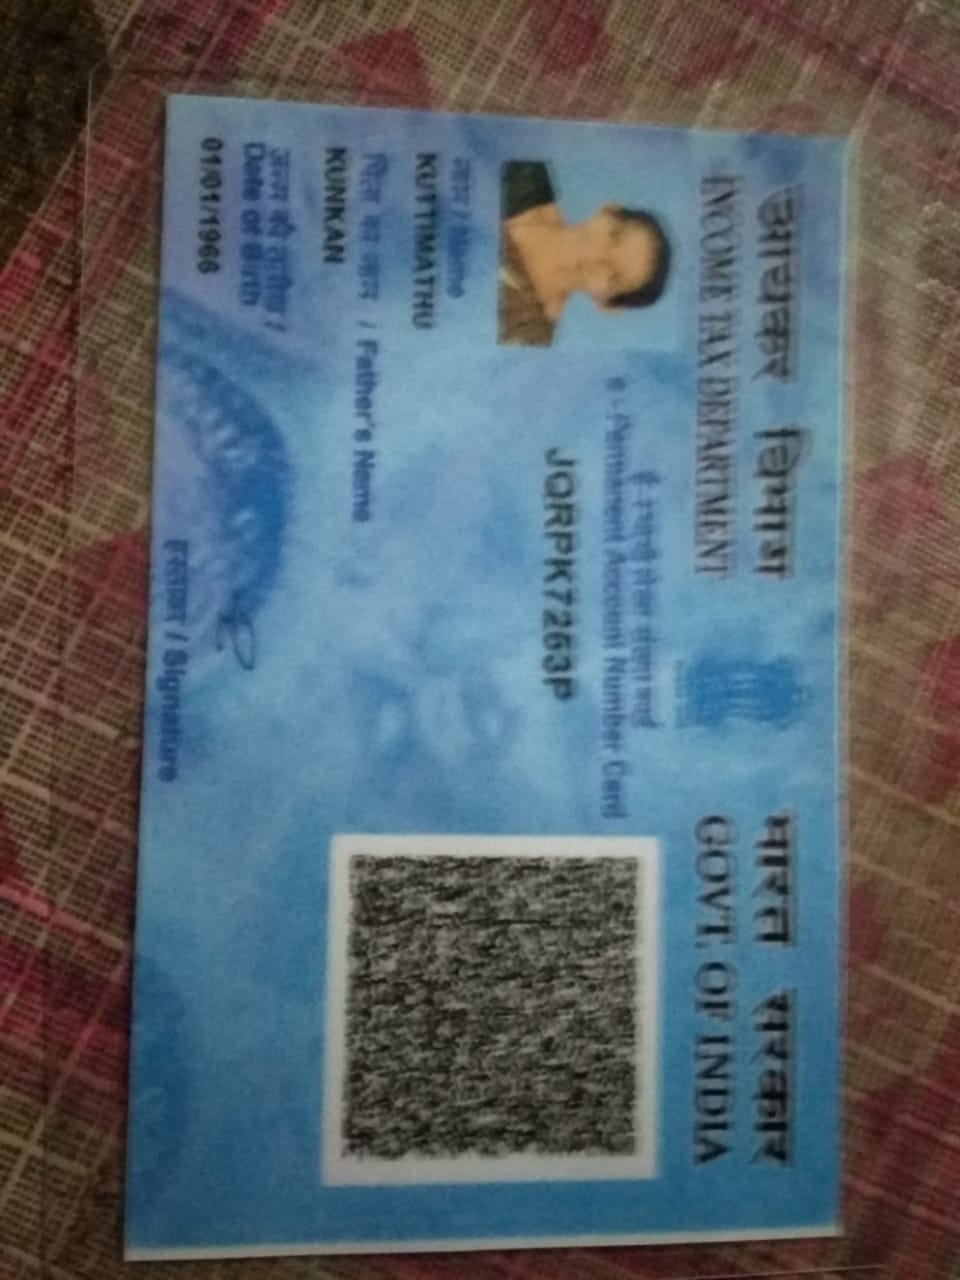 आयकर विभाग
INCOME TAX DEPARTMENT
भारत सरकार
GOVT. OF INDIA
ई-स्थायी लेखा संख्या कार्ड
e - Permanent Account Number Card
JQRPK7263P
नाम / Name
KUTTIMATHU
पिता का नाम / Father's Name
KUNKAN
जन्म की तारीख /
Date of Birth
01/01/1966
हस्ताक्षर / Signature